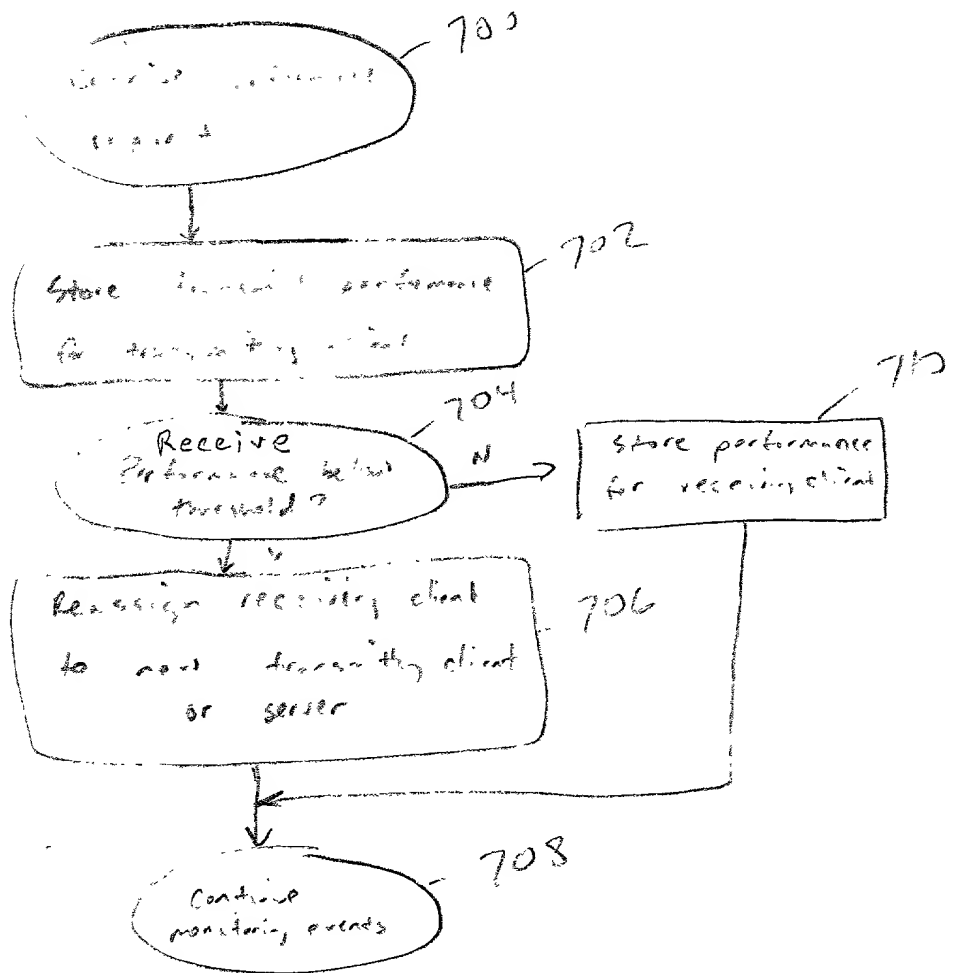 700
Store transmit performance
for transmitting client
702
Receive
Performance below
threshold?
704
N
Store performance
for receiving client
710
Reassign receiving client
to next transmitting client
or server
706
Continue
monitoring events
708